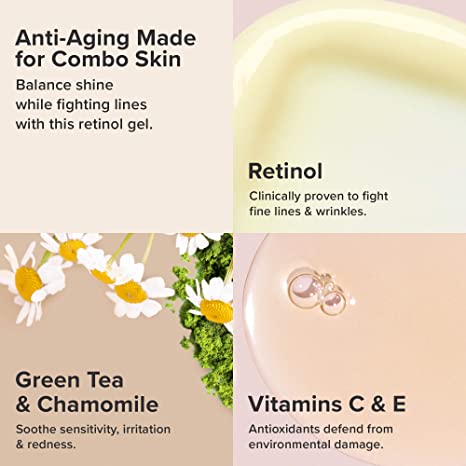 Anti-Aging Made
for Combo Skin
Balance shine
while fighting lines
with this retinol gel.
Retinol
Clinically proven to fight
fine lines & wrinkles.
Green Tea
& Chamomile
Soothe sensitivity, irritation
& redness.
Vitamins C & E
Antioxidants defend from
environmental damage.